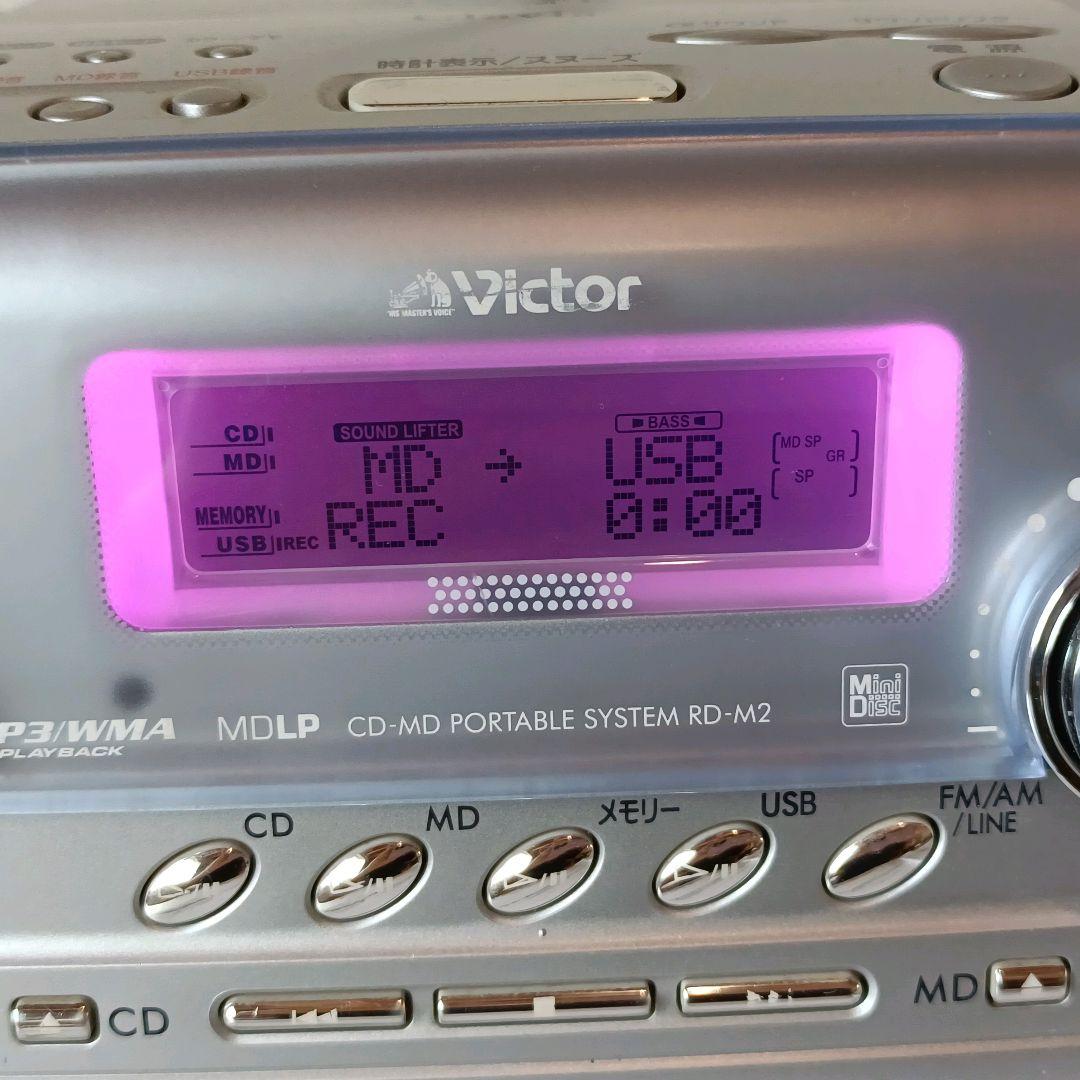 MD録音
USB録音
時計表示/スヌーズ
電源
"HIS MASTER'S VOICE"
Victor
CD
SOUND LIFTER
BASS
MD
MD → USB
MD SP
GR
SP
MEMORY
USB
REC
REC 0:00
P3/WMA
PLAYBACK
MDLP
CD-MD PORTABLE SYSTEM RD-M2
Mini
Disc
CD
MD
メモリー
USB
FM/AM
/LINE
CD
MD